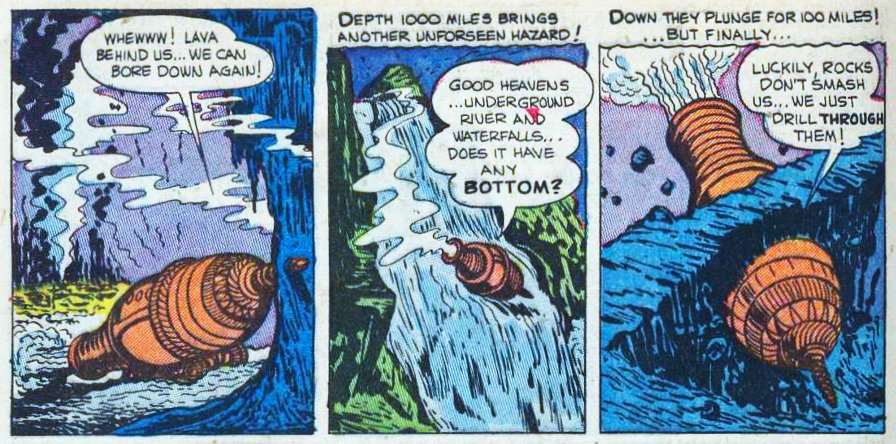 WHEWWW! LAVA
BEHIND US...WE CAN
BORE DOWN AGAIN!
DEPTH 1000 MILES BRINGS
ANOTHER UNFORSEEN HAZARD!
GOOD HEAVENS
...UNDERGROUND
RIVER AND
WATERFALLS...
DOES IT HAVE
ANY
BOTTOM?
DOWN THEY PLUNGE FOR 100 MILES!
...BUT FINALLY...
LUCKILY, ROCKS
DON'T SMASH
US...WE JUST
DRILL THROUGH
THEM!